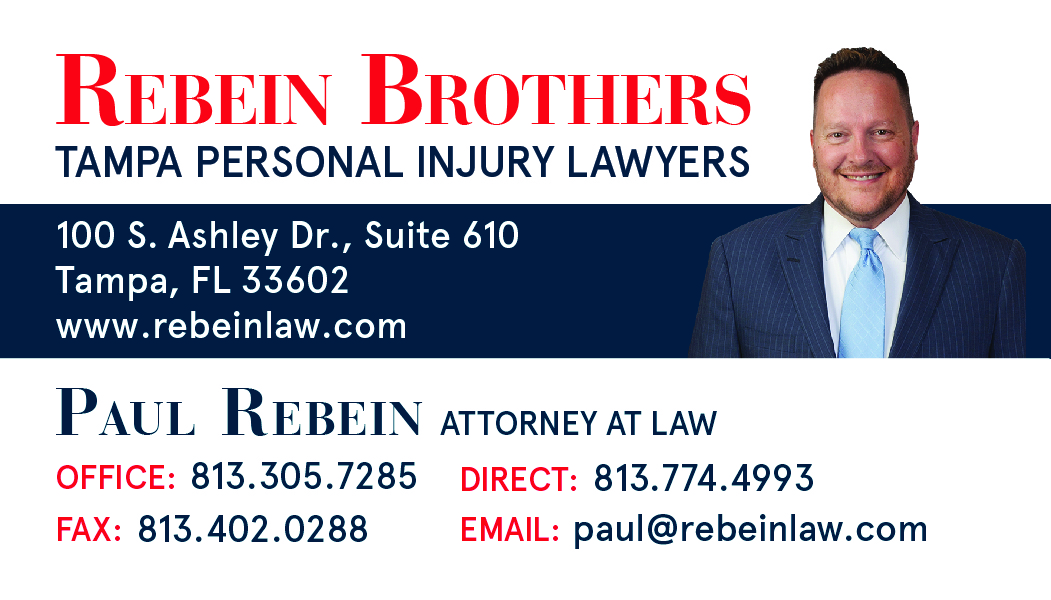 REBEIN BROTHERS
TAMPA PERSONAL INJURY LAWYERS
100 S. Ashley Dr., Suite 610
Tampa, FL 33602
www.rebeinlaw.com
PAUL REBEIN ATTORNEY AT LAW
OFFICE: 813.305.7285 DIRECT: 813.774.4993
FAX: 813.402.0288 EMAIL: paul@rebeinlaw.com